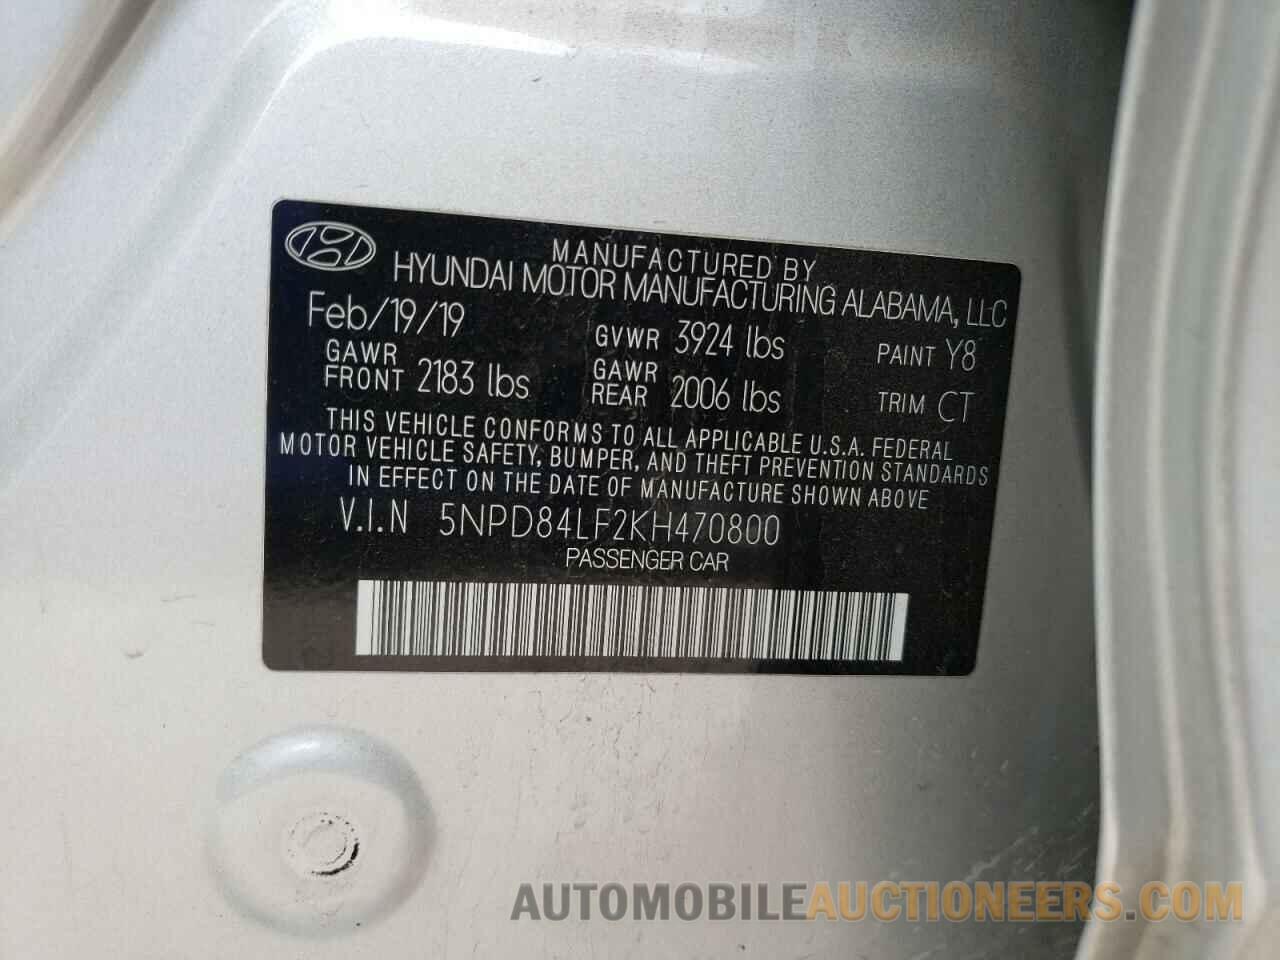 MANUFACTURED BY
HYUNDAI MOTOR MANUFACTURING ALABAMA, LLC
Feb/19/19 GVWR 3924 lbs PAINT Y8
GAWR FRONT 2183 lbs GAWR REAR 2006 lbs TRIM CT
THIS VEHICLE CONFORMS TO ALL APPLICABLE U.S.A. FEDERAL
MOTOR VEHICLE SAFETY, BUMPER, AND THEFT PREVENTION STANDARDS
IN EFFECT ON THE DATE OF MANUFACTURE SHOWN ABOVE
V.I.N 5NPD84LF2KH470800
PASSENGER CAR
AUTOMOBILEAUCTIONEERS.COM